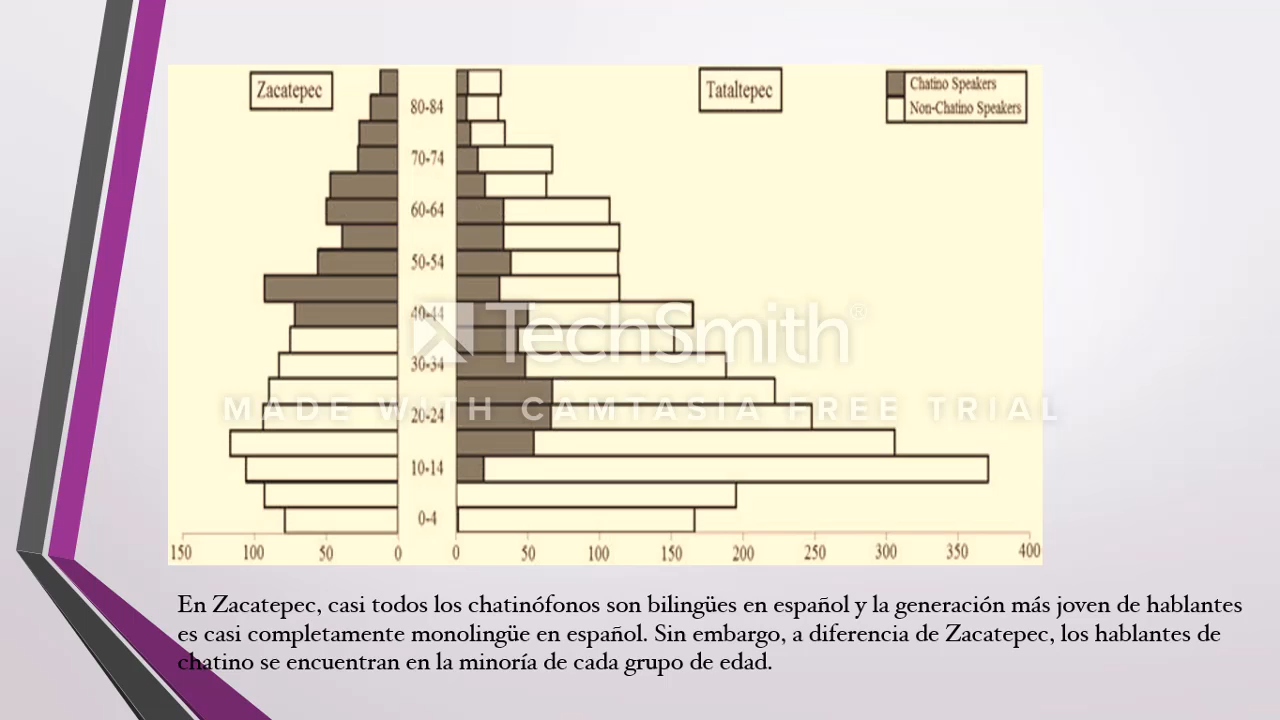 Zacatepec
Tataltepec
Chatino Speakers
Non-Chatino Speakers
80-84
70-74
60-64
50-54
40-44
30-34
20-24
10-14
0-4
150 100 50 0 0 50 100 150 200 250 300 350 400
TechSmith®
MADE WITH CAMTASIA FREE TRIAL
En Zacatepec, casi todos los chatinófonos son bilingües en español y la generación más joven de hablantes
es casi completamente monolingüe en español. Sin embargo, a diferencia de Zacatepec, los hablantes de
chatino se encuentran en la minoría de cada grupo de edad.